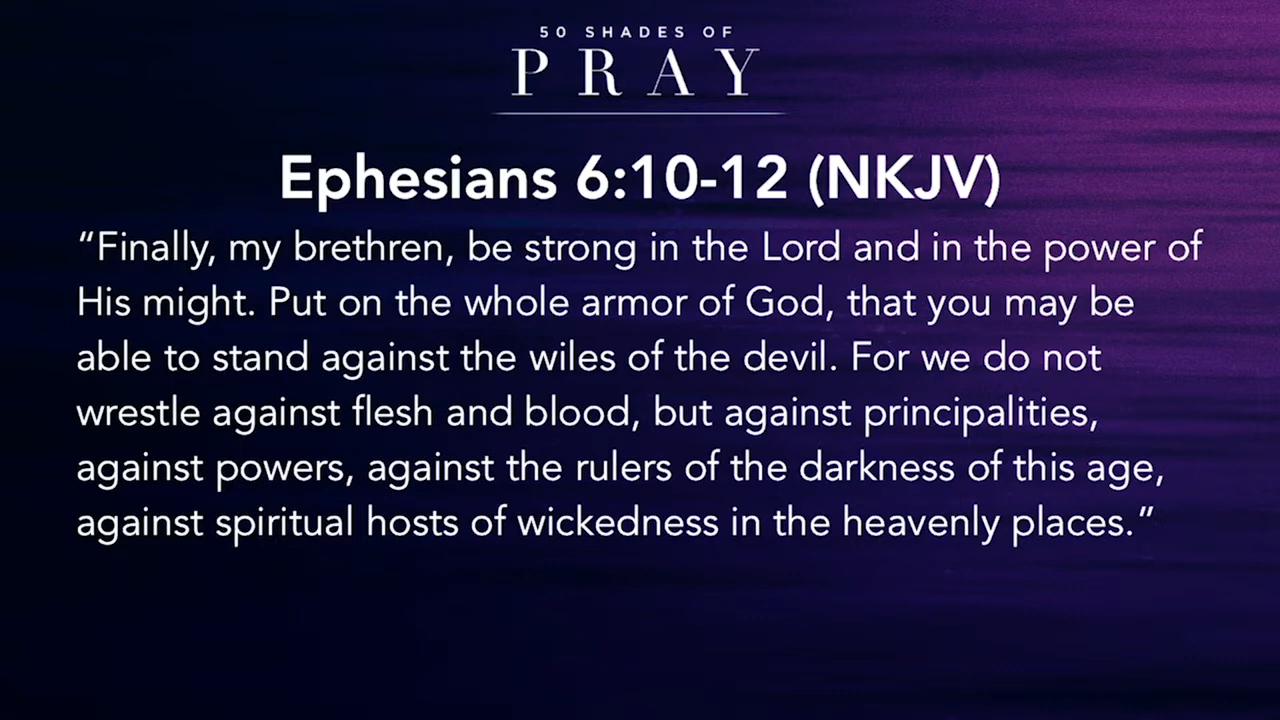 50 SHADES OF
PRAY
Ephesians 6:10-12 (NKJV)
“Finally, my brethren, be strong in the Lord and in the power of
His might. Put on the whole armor of God, that you may be
able to stand against the wiles of the devil. For we do not
wrestle against flesh and blood, but against principalities,
against powers, against the rulers of the darkness of this age,
against spiritual hosts of wickedness in the heavenly places.”